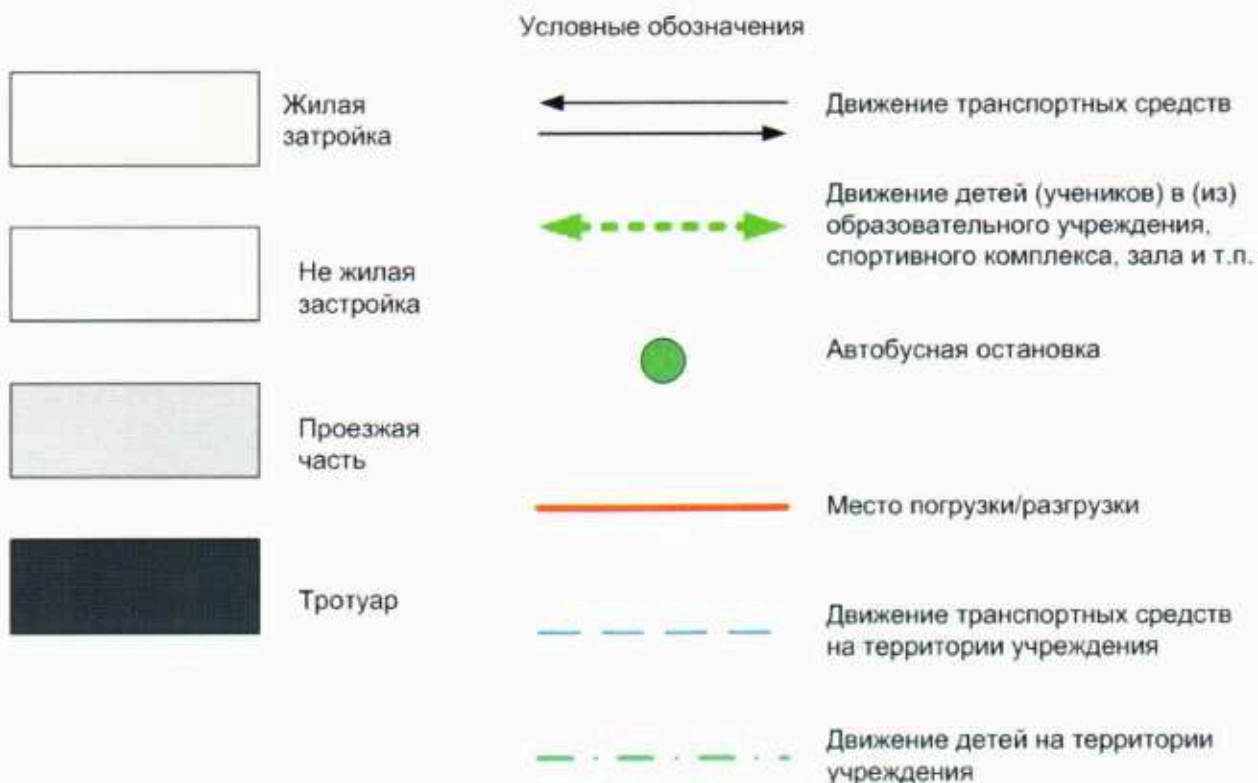 Условные обозначения
Жилая
затройка
Не жилая
застройка
Проезжая
часть
Тротуар
Движение транспортных средств
Движение детей (учеников) в (из)
образовательного учреждения,
спортивного комплекса, зала и т.п.
Автобусная остановка
Место погрузки/разгрузки
Движение транспортных средств
на территории учреждения
Движение детей на территории
учреждения